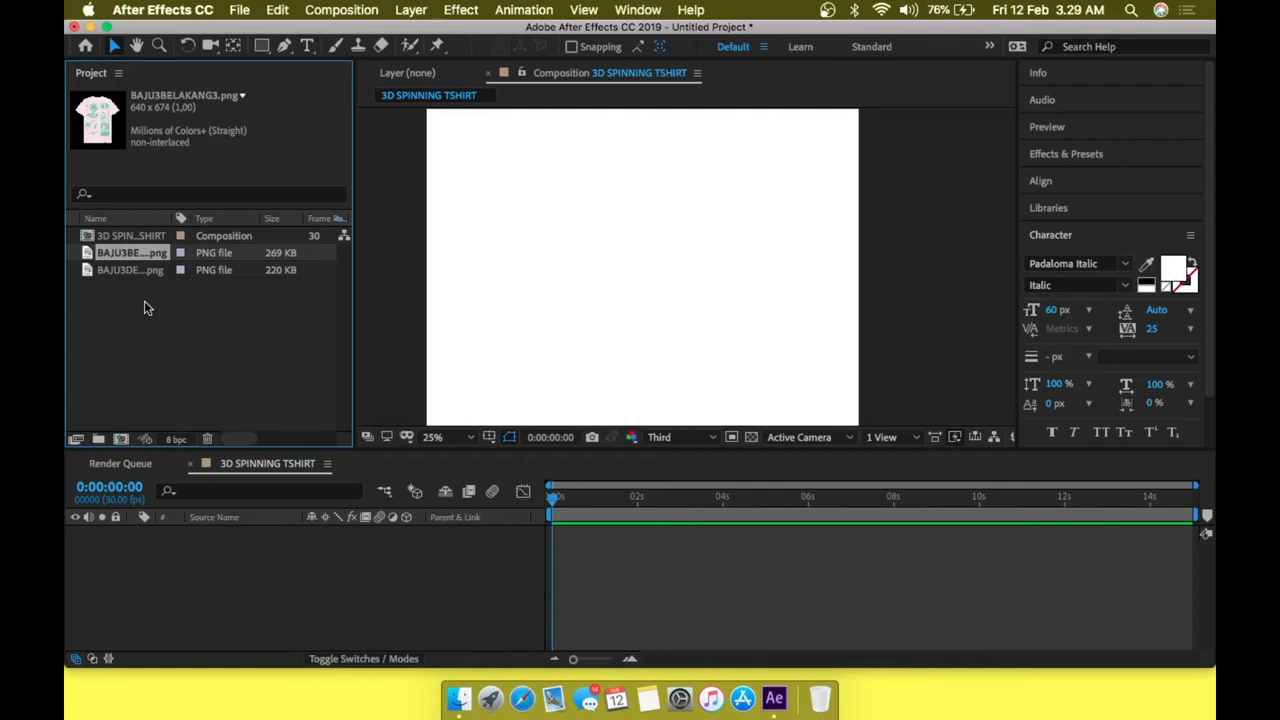 After Effects CC File Edit Composition Layer Effect Animation View Window Help 76% Fri 12 Feb 3.29 AM
Adobe After Effects CC 2019 - Untitled Project *
Snapping Default Learn Standard Search Help
Project
BAJU3BELAKANG3.png
640 x 674 (1,00)
Millions of Colors+ (Straight)
non-interlaced
Name Type Size Frame Ra..
3D SPIN...SHIRT Composition 30
BAJU3BE....png PNG file 269 KB
BAJU3DE....png PNG file 220 KB
8 bpc
Layer (none) Composition 3D SPINNING TSHIRT
3D SPINNING TSHIRT
25% 0:00:00:00 Third Active Camera 1 View
Info
Audio
Preview
Effects & Presets
Align
Libraries
Character
Padaloma Italic
Italic
60 px Auto
Metrics 25
- px
100 % 100 %
0 px 0 %
Render Queue 3D SPINNING TSHIRT
0:00:00:00
00000 (30.00 fps)
# Source Name Parent & Link
02s 04s 06s 08s 10s 12s 14s
Toggle Switches / Modes
14
12
Ae